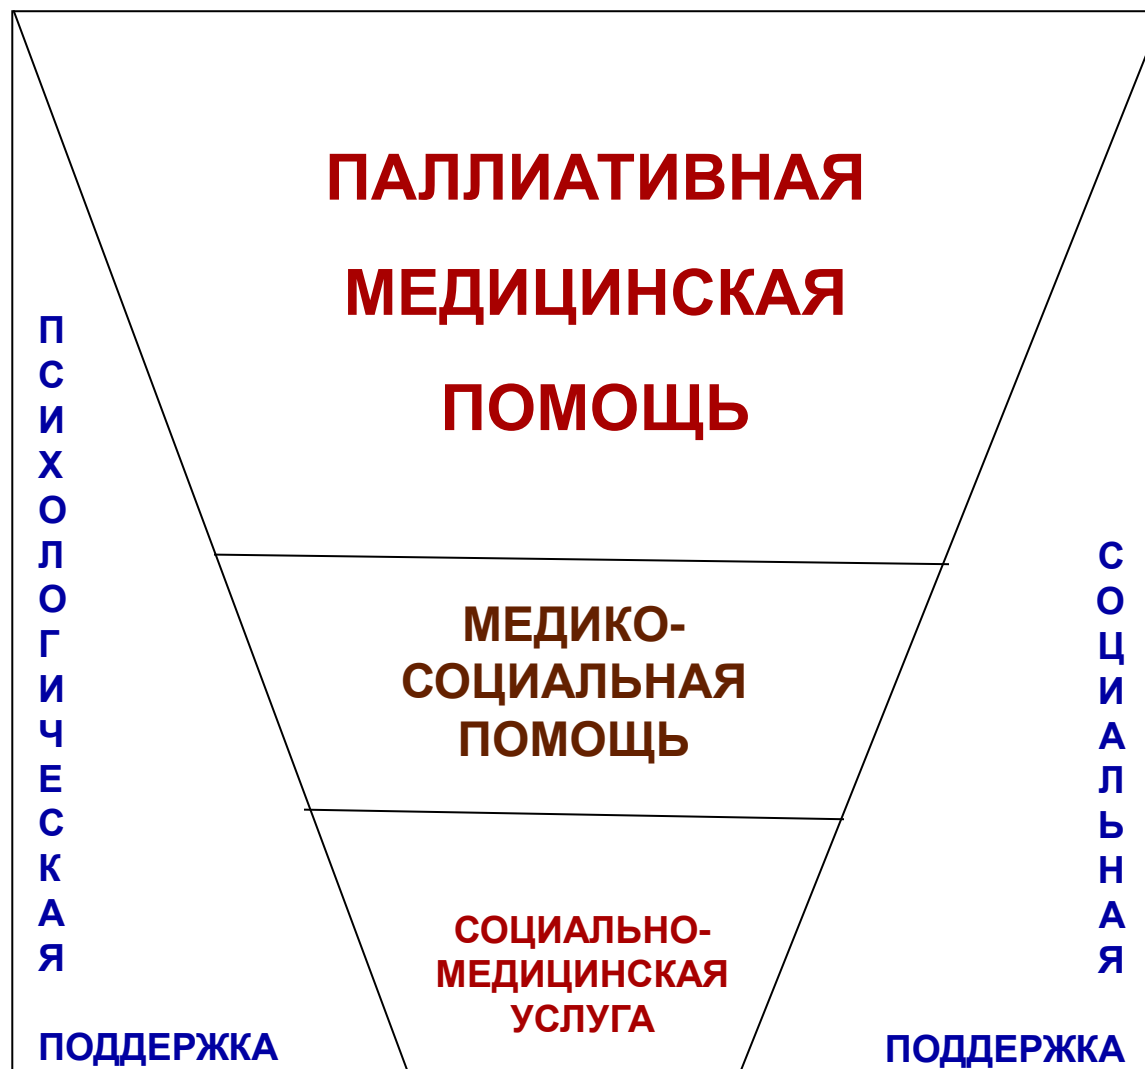 ПАЛЛИАТИВНАЯ
МЕДИЦИНСКАЯ
ПОМОЩЬ
МЕДИКО-
СОЦИАЛЬНАЯ
ПОМОЩЬ
СОЦИАЛЬНО-
МЕДИЦИНСКАЯ
УСЛУГА
ПСИХОЛОГИЧЕСКАЯ
ПОДДЕРЖКА
СОЦИАЛЬНАЯ
ПОДДЕРЖКА